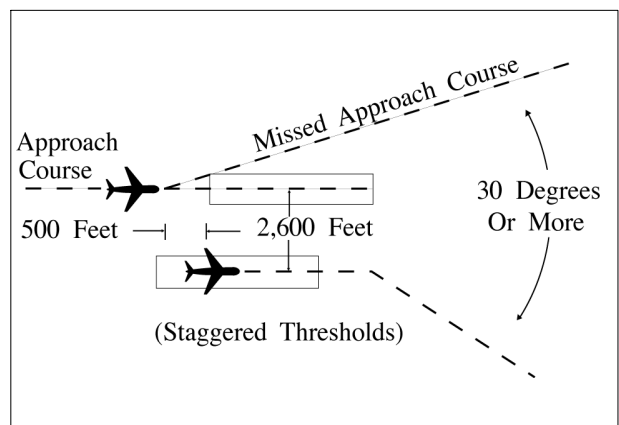 Missed Approach Course
Approach
Course
30 Degrees
Or More
500 Feet
2,600 Feet
(Staggered Thresholds)